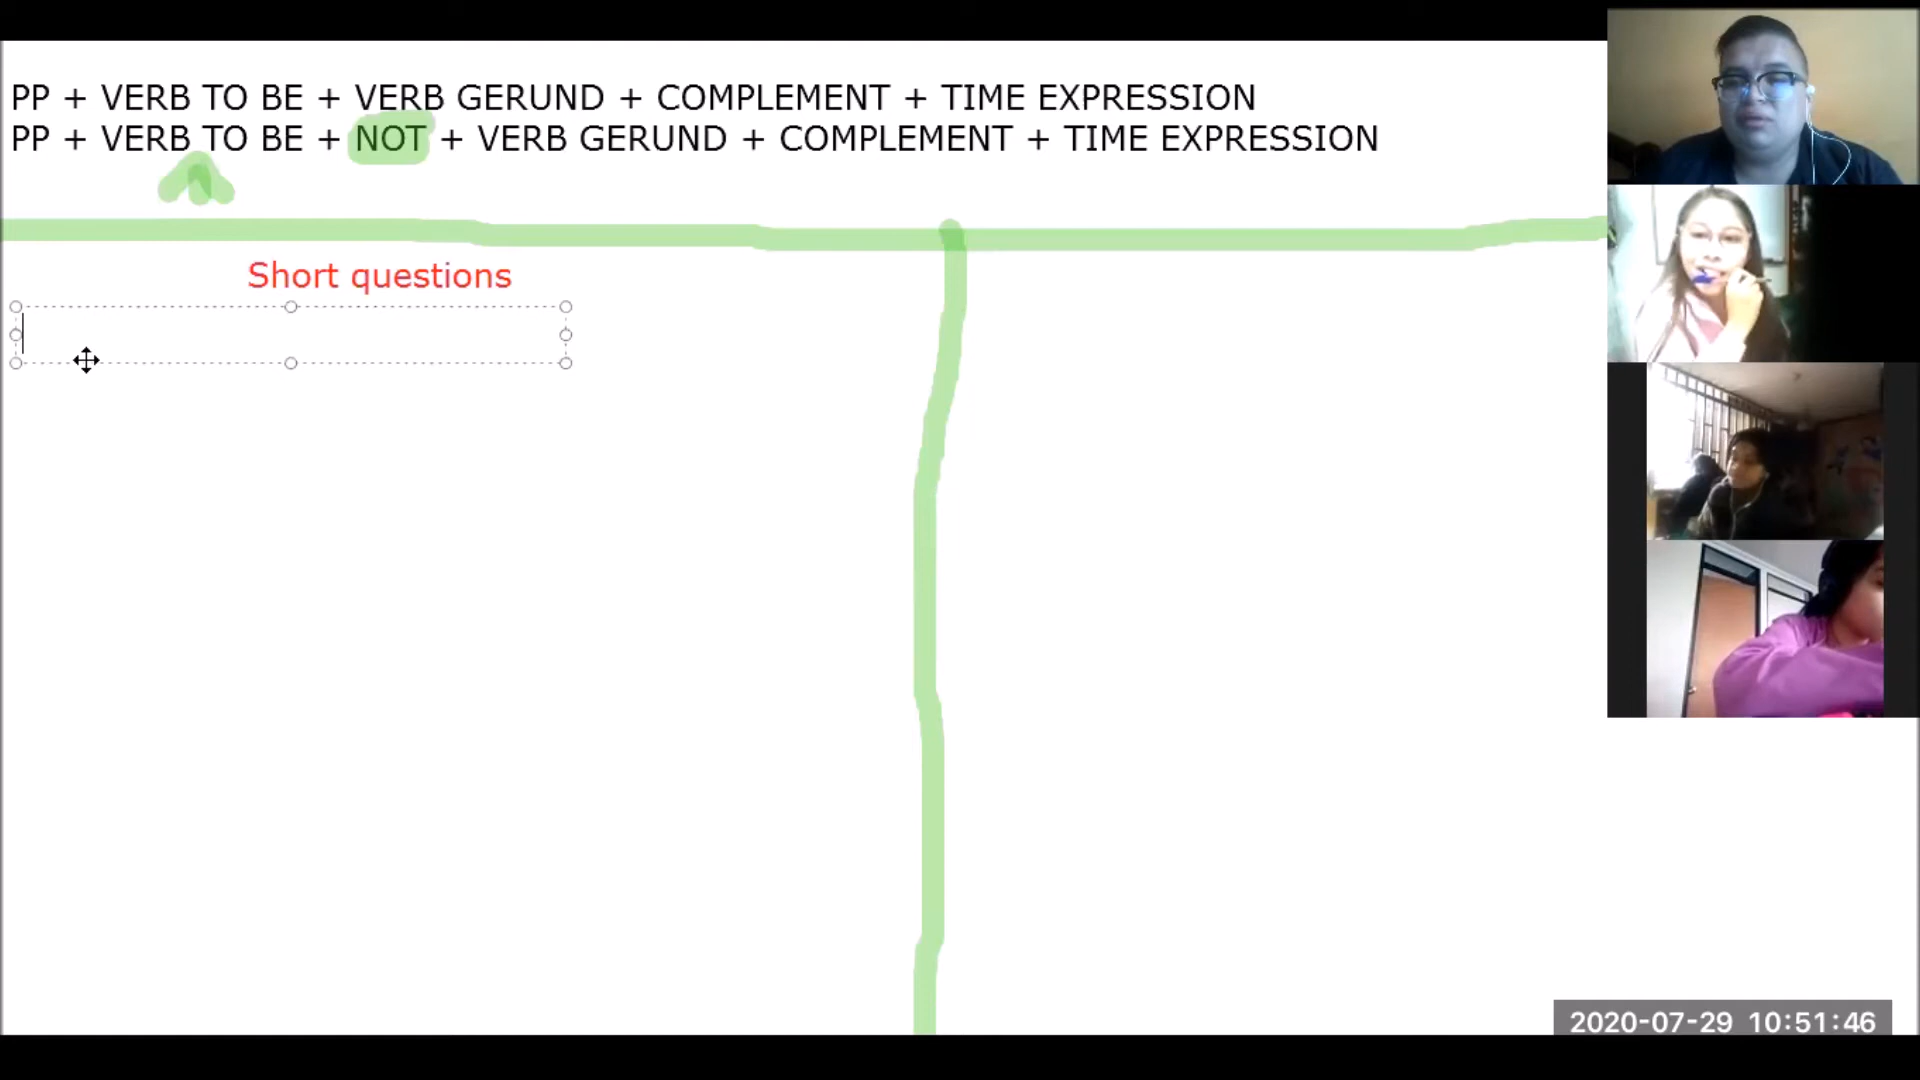 PP + VERB TO BE + VERB GERUND + COMPLEMENT + TIME EXPRESSION
PP + VERB TO BE + NOT + VERB GERUND + COMPLEMENT + TIME EXPRESSION
Short questions
2020-07-29 10:51:46